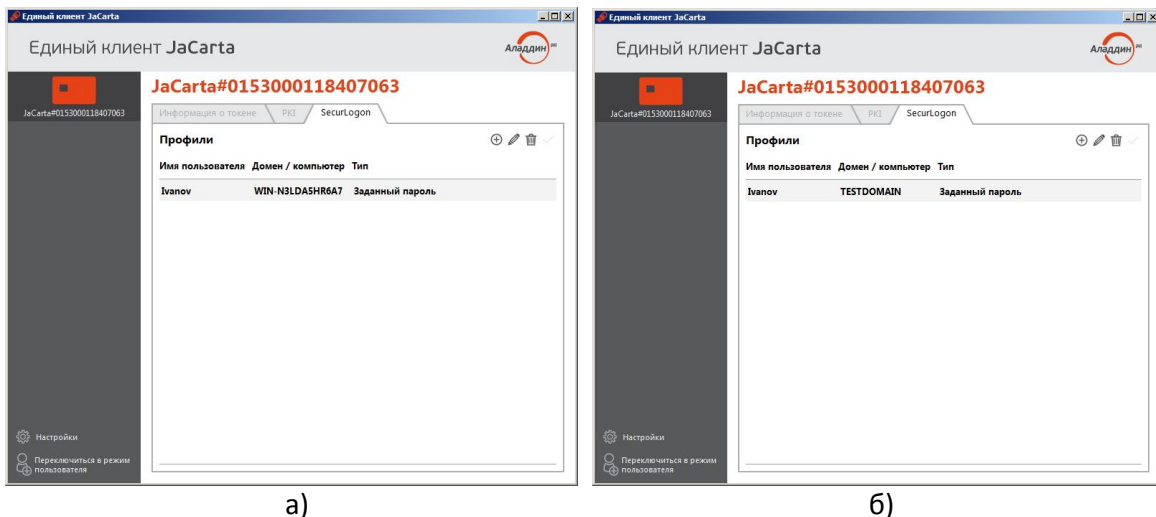 Единый клиент JaCarta
Единый клиент JaCarta
Аладдин
JaCarta#0153000118407063
JaCarta#0153000118407063
Информация о токене PKI SecurLogon
Профили
Имя пользователя Домен / компьютер Тип
Ivanov WIN-N3LDA5HR6A7 Заданный пароль
Настройки
Переключиться в режим
пользователя
а)
Единый клиент JaCarta
Единый клиент JaCarta
Аладдин
JaCarta#0153000118407063
JaCarta#0153000118407063
Информация о токене PKI SecurLogon
Профили
Имя пользователя Домен / компьютер Тип
Ivanov TESTDOMAIN Заданный пароль
Настройки
Переключиться в режим
пользователя
б)